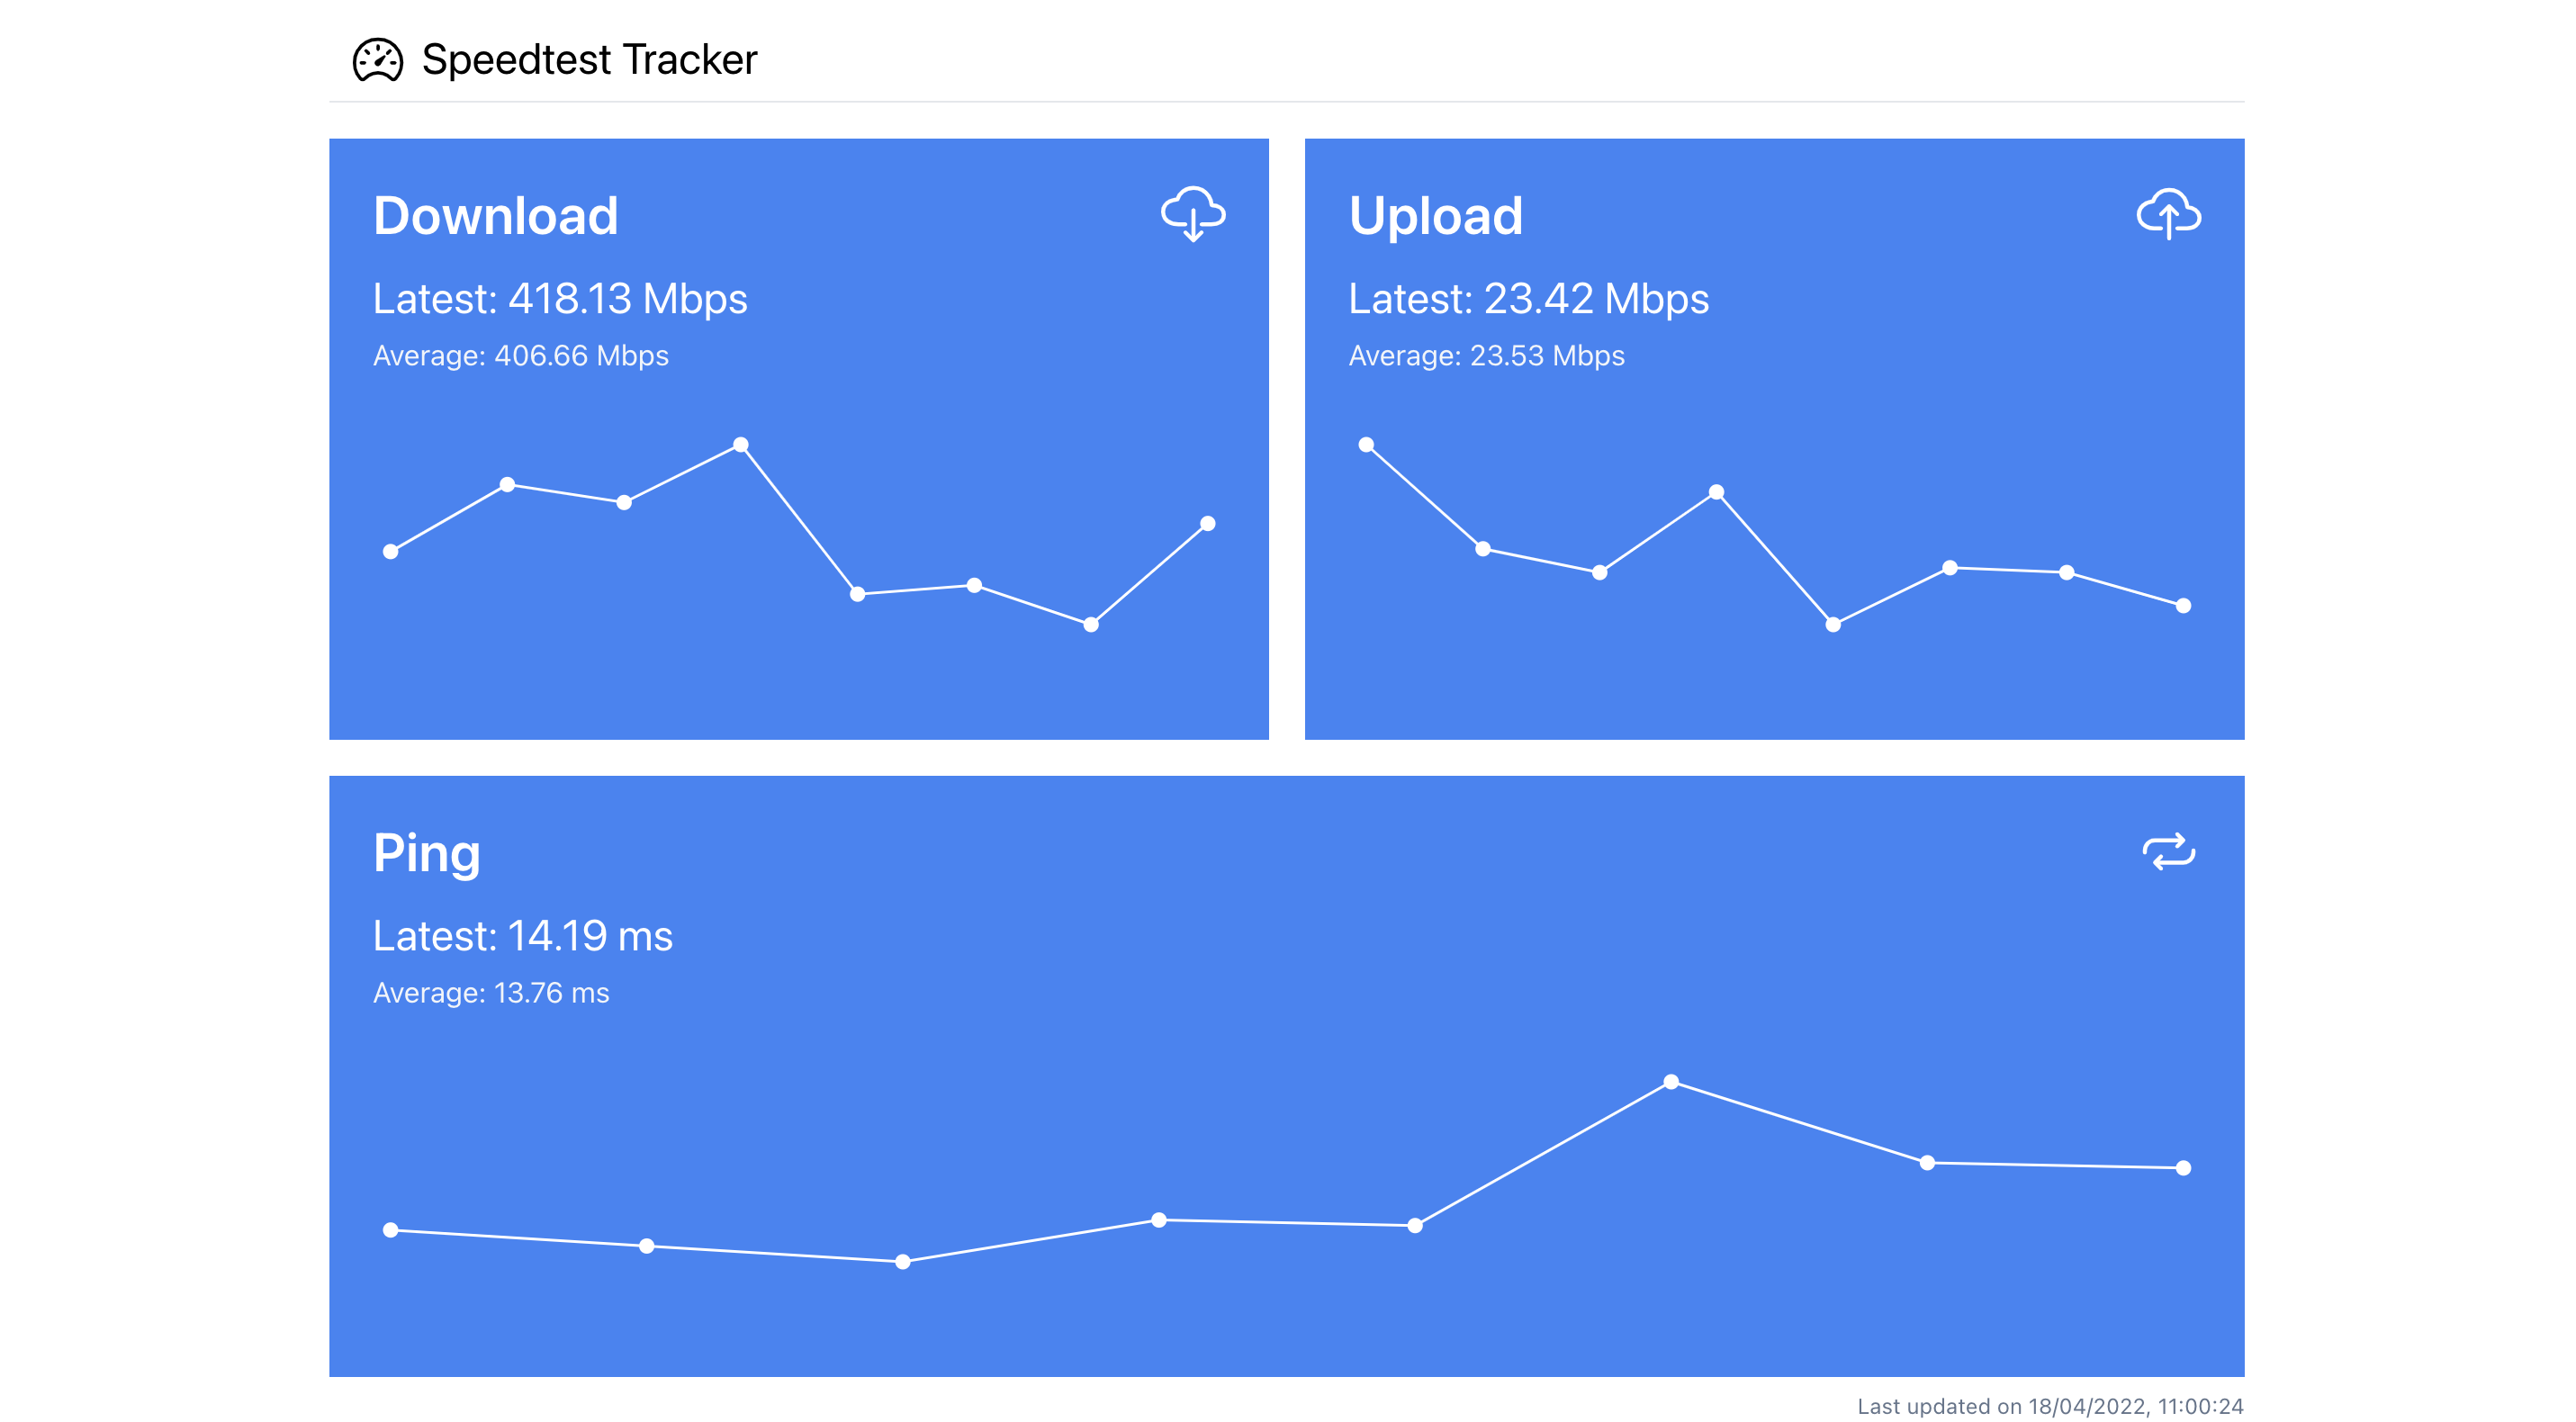 Speedtest Tracker
Download
Latest: 418.13 Mbps
Average: 406.66 Mbps
Upload
Latest: 23.42 Mbps
Average: 23.53 Mbps
Ping
Latest: 14.19 ms
Average: 13.76 ms
Last updated on 18/04/2022, 11:00:24